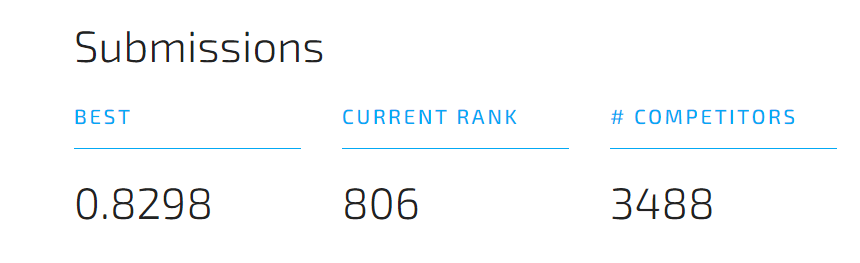 Submissions
BEST CURRENT RANK # COMPETITORS
0.8298 806 3488